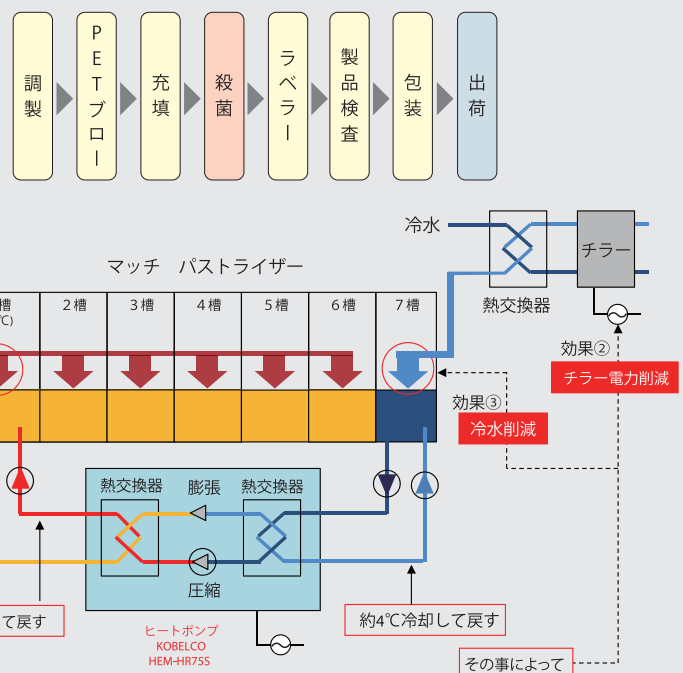 調製
PETブロー
充填
殺菌
ラベラー
製品検査
包装
出荷
冷水
チラー
熱交換器
マッチ パストライザー
槽
℃)
2槽
3槽
4槽
5槽
6槽
7槽
効果②
チラー電力削減
効果③
冷水削減
熱交換器
膨張
熱交換器
圧縮
て戻す
約4℃冷却して戻す
ヒートポンプ
KOBELCO
HEM-HR75S
その事によって